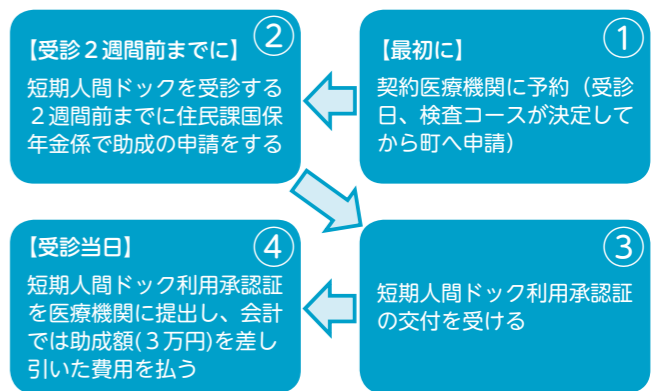 ①
【最初に】
契約医療機関に予約（受診
日、検査コースが決定して
から町へ申請）
②
【受診２週間前までに】
短期人間ドックを受診する
２週間前までに住民課国保
年金係で助成の申請をする
③
短期人間ドック利用承認証
の交付を受ける
④
【受診当日】
短期人間ドック利用承認証
を医療機関に提出し、会計
では助成額(３万円)を差し
引いた費用を払う